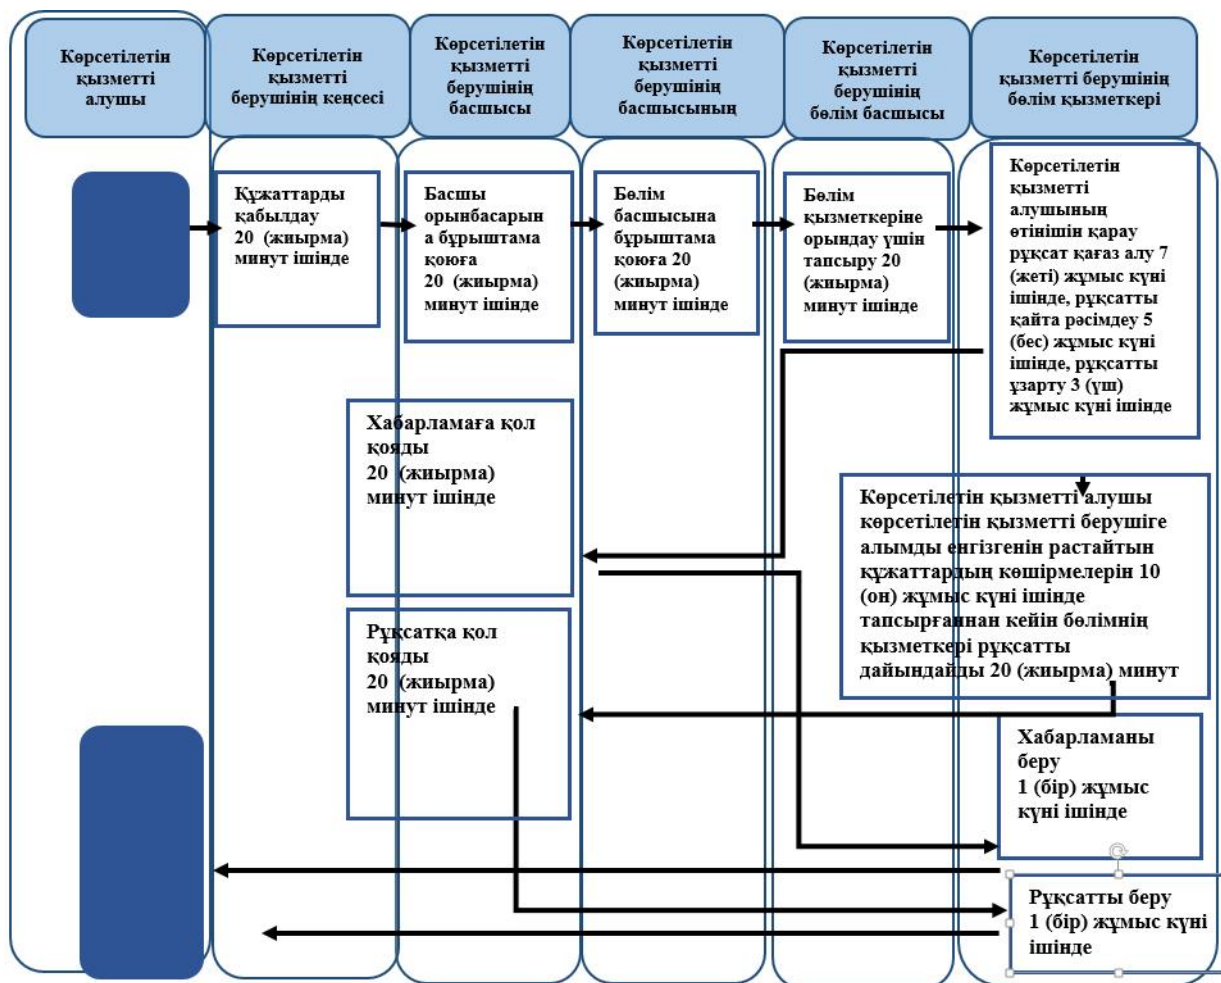 Көрсетілетін
қызметті
алушы
Көрсетілетін
қызметті
берушінің кеңсесі
Көрсетілетін
қызметті
берушінің
басшысы
Көрсетілетін
қызметті
берушінің
басшысының
Көрсетілетін
қызметті
берушінің
бөлім басшысы
Көрсетілетін
қызметті берушінің
бөлім қызметкері
Құжаттарды
қабылдау
20 (жиырма)
минут ішінде
Басшы
орынбасарын
а бұрыштама
қоюға
20 (жиырма)
минут ішінде
Бөлім
басшысына
бұрыштама
қоюға 20
(жиырма)
минут ішінде
Бөлім
қызметкеріне
орындау үшін
тапсыру 20
(жиырма)
минут ішінде
Көрсетілетін
қызметті
алушының
өтінішін қарау
рұқсат қағаз алу 7
(жеті) жұмыс күні
ішінде, рұқсатты
қайта рәсімдеу 5
(бес) жұмыс күні
ішінде, рұқсатты
ұзарту 3 (үш)
жұмыс күні ішінде
Хабарламаға қол
қояды
20 (жиырма)
минут ішінде
Көрсетілетін қызметті алушы
көрсетілетін қызметті берушіге
алымды енгізгенін растайтын
құжаттардың көшірмелерін 10
(он) жұмыс күні ішінде
тапсырғаннан кейін бөлімнің
қызметкері рұқсатты
дайындайды 20 (жиырма) минут
Рұқсатқа қол
қояды
20 (жиырма)
минут ішінде
Хабарламаны
беру
1 (бір) жұмыс
күні ішінде
Рұқсатты беру
1 (бір) жұмыс күні
ішінде